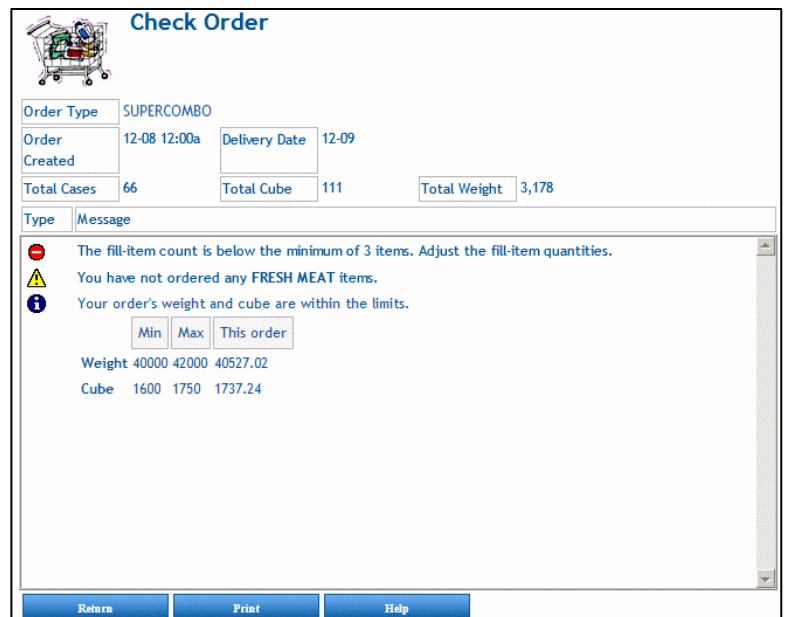 Check Order
Order Type SUPERCOMBO
Order Created 12-08 12:00a Delivery Date 12-09
Total Cases 66 Total Cube 111 Total Weight 3,178
Type Message
The fill-item count is below the minimum of 3 items. Adjust the fill-item quantities.
You have not ordered any FRESH MEAT items.
Your order's weight and cube are within the limits.
Min Max This order
Weight 40000 42000 40527.02
Cube 1600 1750 1737.24
Return Print Help